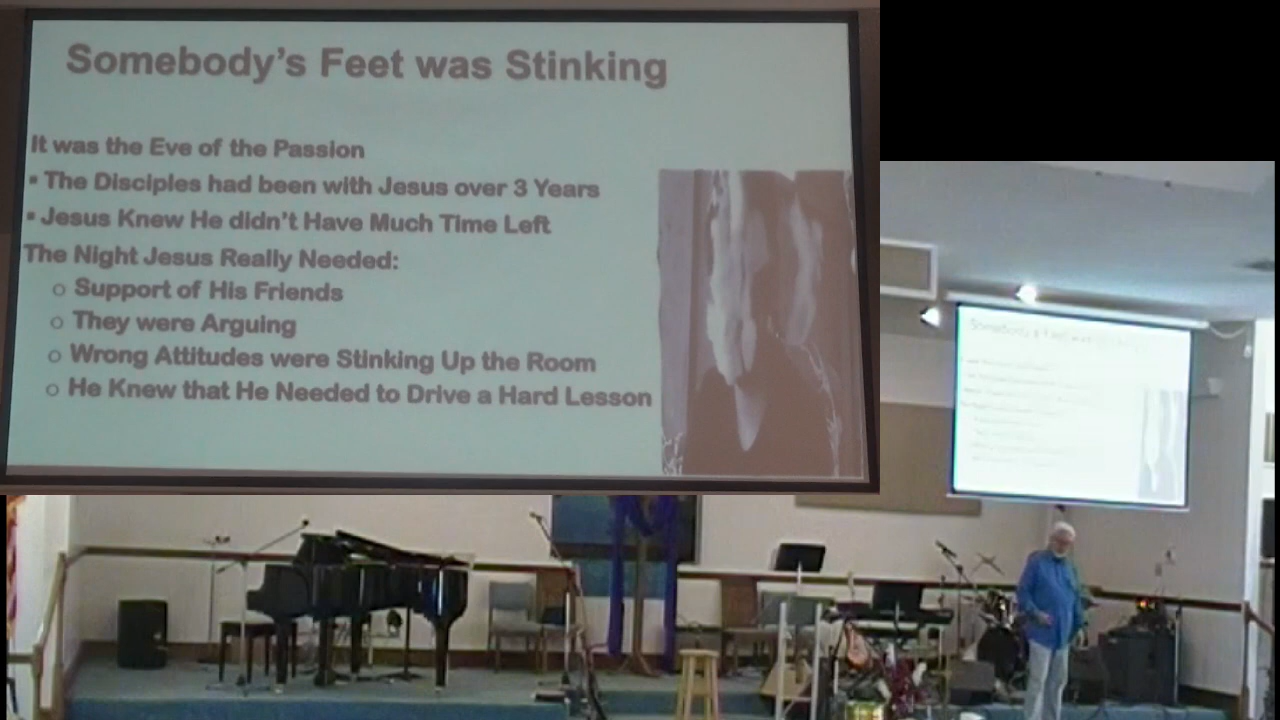 Somebody's Feet was Stinking
It was the Eve of the Passion
▪ The Disciples had been with Jesus over 3 Years
▪ Jesus Knew He didn't Have Much Time Left
The Night Jesus Really Needed:
o Support of His Friends
o They were Arguing
o Wrong Attitudes were Stinking Up the Room
o He Knew that He Needed to Drive a Hard Lesson